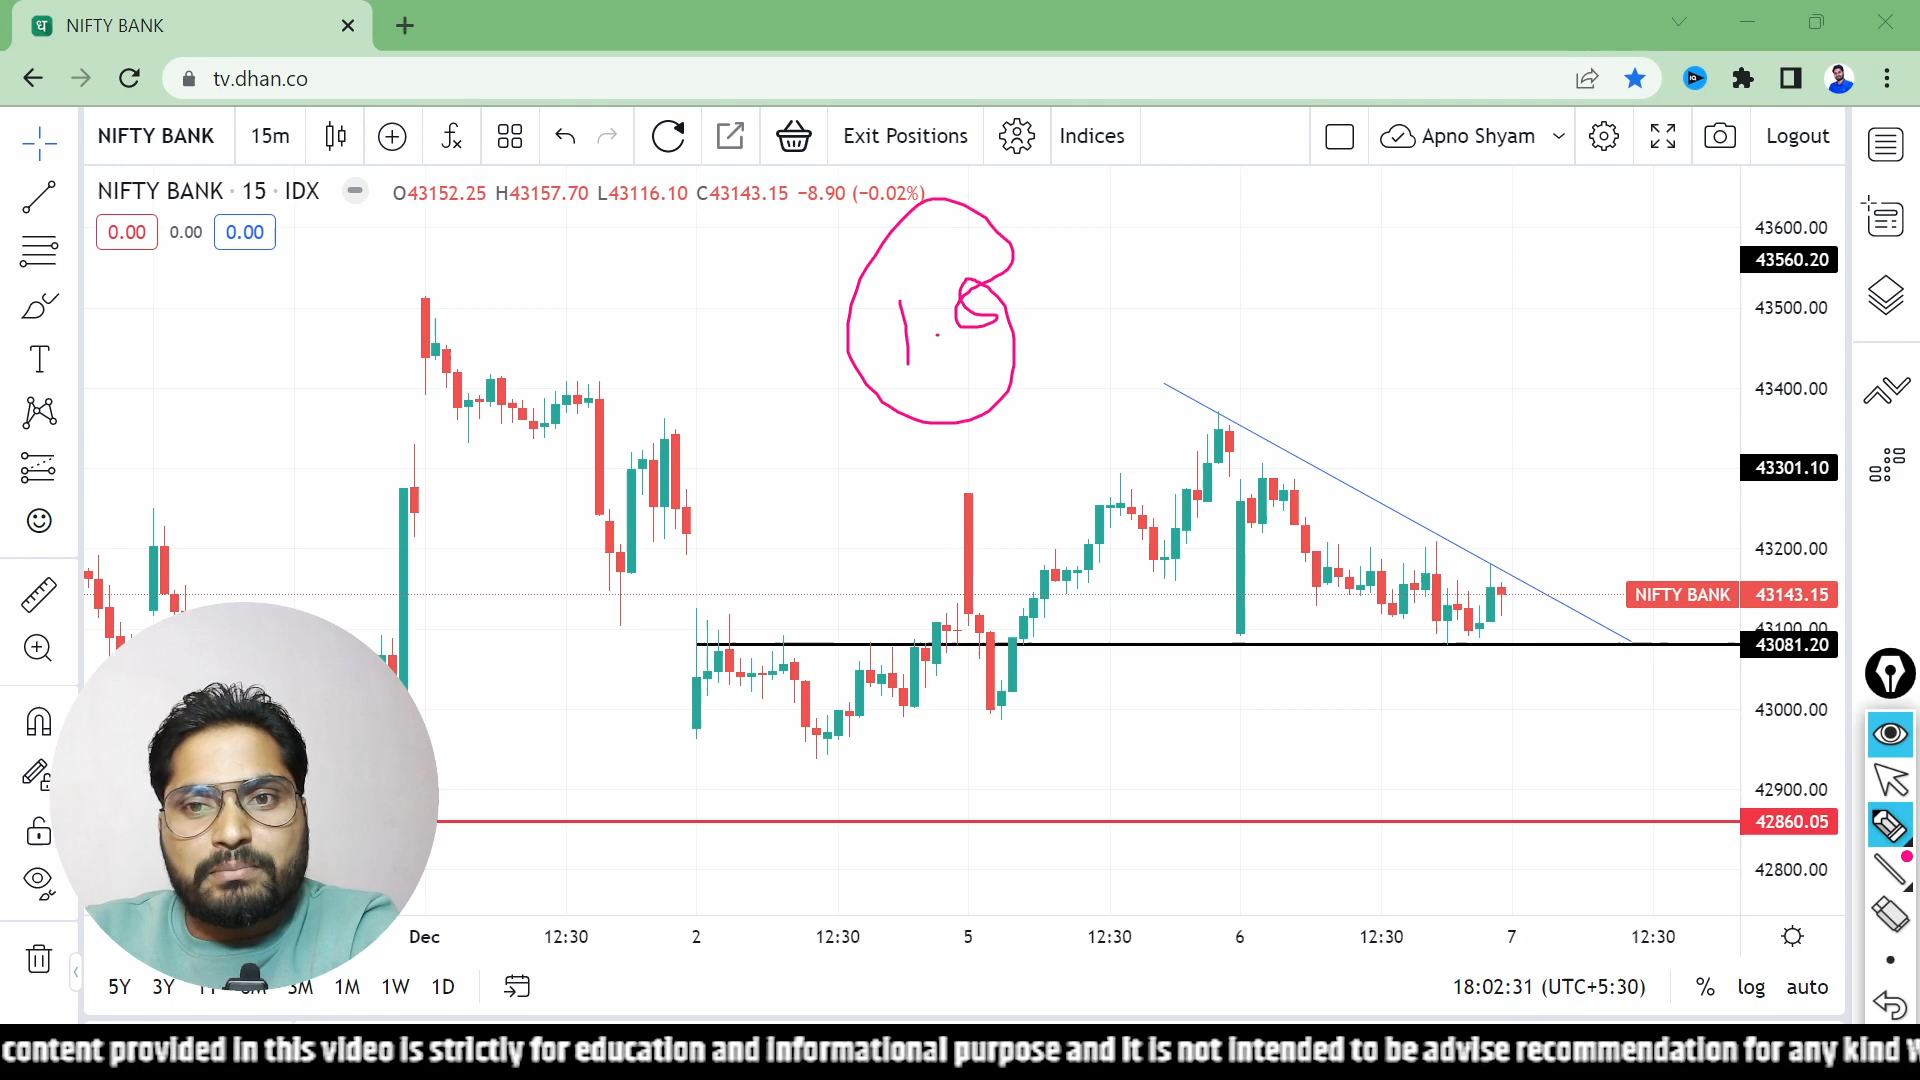 NIFTY BANK
tv.dhan.co
NIFTY BANK 15m Exit Positions Indices Apno Shyam Logout
NIFTY BANK · 15 · IDX O43152.25 H43157.70 L43116.10 C43143.15 −8.90 (−0.02%)
0.00 0.00 0.00
43600.00
43560.20
43500.00
43400.00
43301.10
43200.00
NIFTY BANK 43143.15
43100.00
43081.20
43000.00
42900.00
42860.05
42800.00
Dec 12:30 2 12:30 5 12:30 6 12:30 7 12:30
5Y 3Y 3M 1M 1W 1D 18:02:31 (UTC+5:30) % log auto
content provided in this video is strictly for education and informational purpose and it is not intended to be advise recommendation for any kind